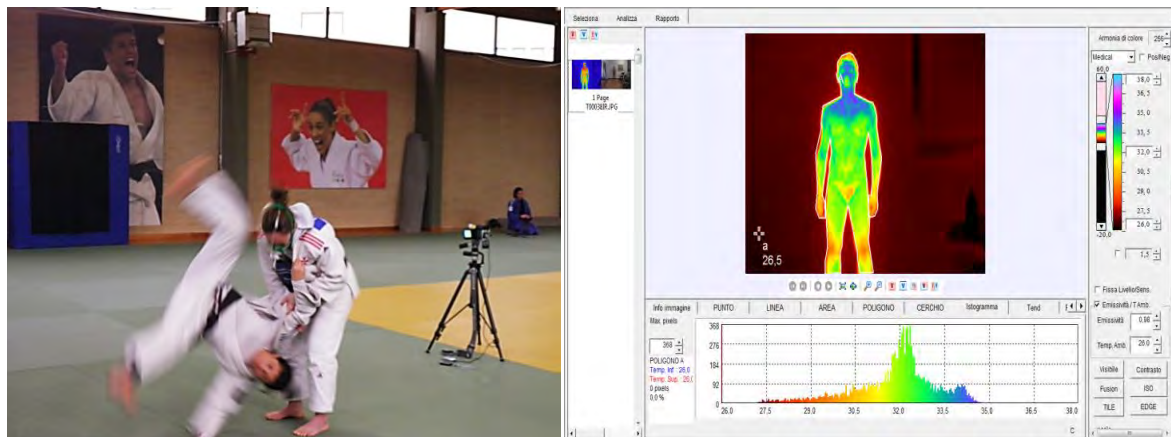 Seleziona Analizza Rapporto
1 Page
T00038IR.JPG
a
26,5
Armonia di colore 256
Medical Pos/Neg
60,0
38,0
36,5
33,5
32,0
30,5
29,0
27,5
26,0
-20,0
1,5
Fissa Livello/Sens.
Emissività / T Amb.
Emissività 0.98
Temp. Amb. 26.0
Visibile Contrasto
Fusion ISO
TILE EDGE
Info immagine PUNTO LINEA AREA POLIGONO CERCHIO Istogramma Tend
Max. pixels
368
POLIGONO A
Temp. Inf :26,0
0 pixels
0,0 %
368
276
184
92
0
26.0 27.5 29.0 30.5 32.0 33.5 35.0 36.5 38.0
C